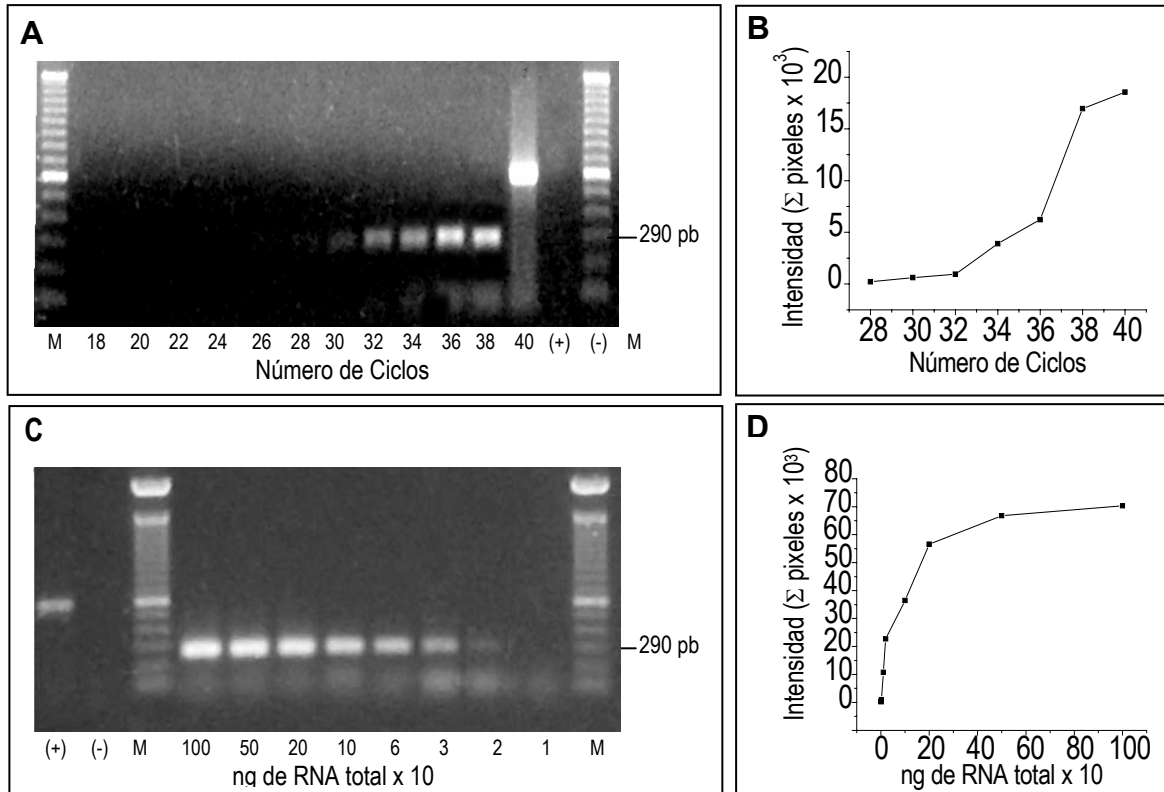 A
290 pb
M 18 20 22 24 26 28 30 32 34 36 38 40 (+) (-) M
Número de Ciclos
B
Intensidad (Σ pixeles x 10³)
20
15
10
5
0
28 30 32 34 36 38 40
Número de Ciclos
C
290 pb
(+) (-) M 100 50 20 10 6 3 2 1 M
ng de RNA total x 10
D
Intensidad (Σ pixeles x 10³)
80
70
60
50
40
30
20
10
0
0 20 40 60 80 100
ng de RNA total x 10